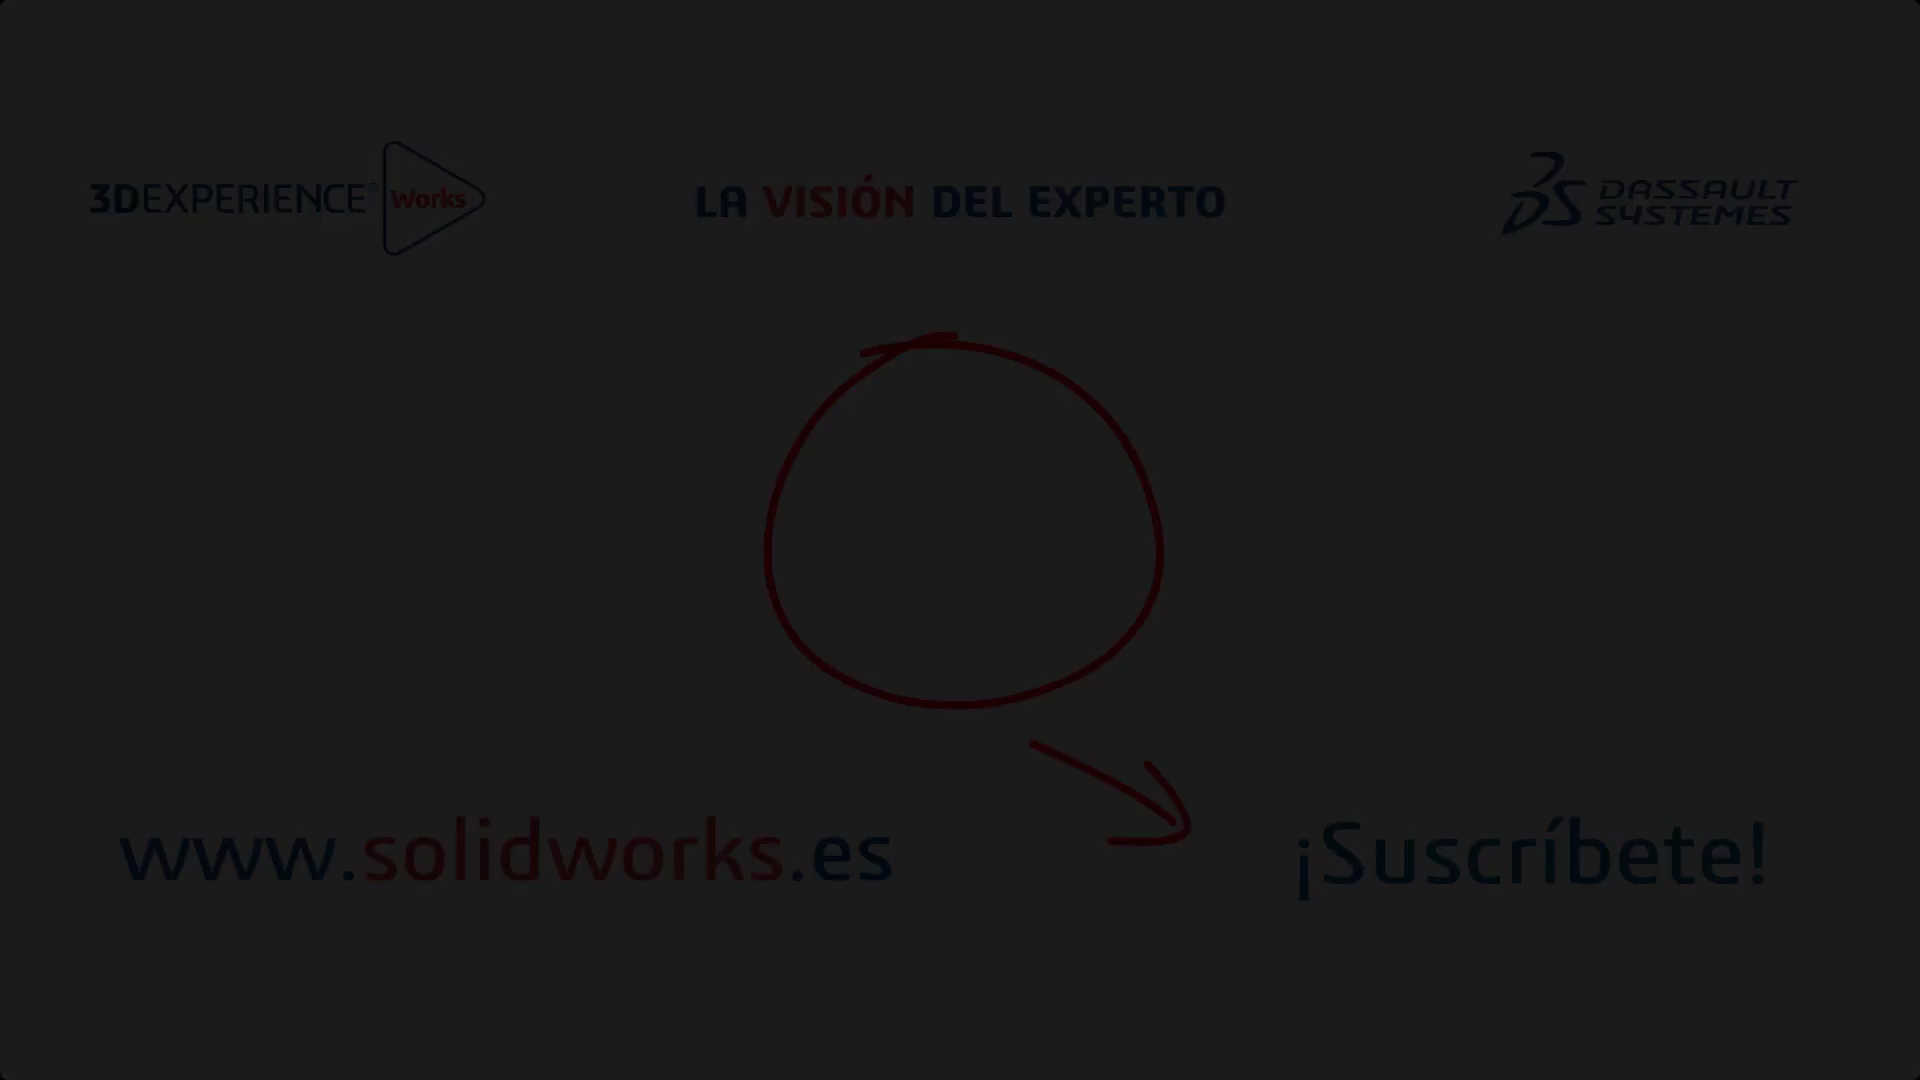 3DEXPERIENCE® Works
LA VISIÓN DEL EXPERTO
DASSAULT
SYSTEMES
www.solidworks.es
¡Suscríbete!